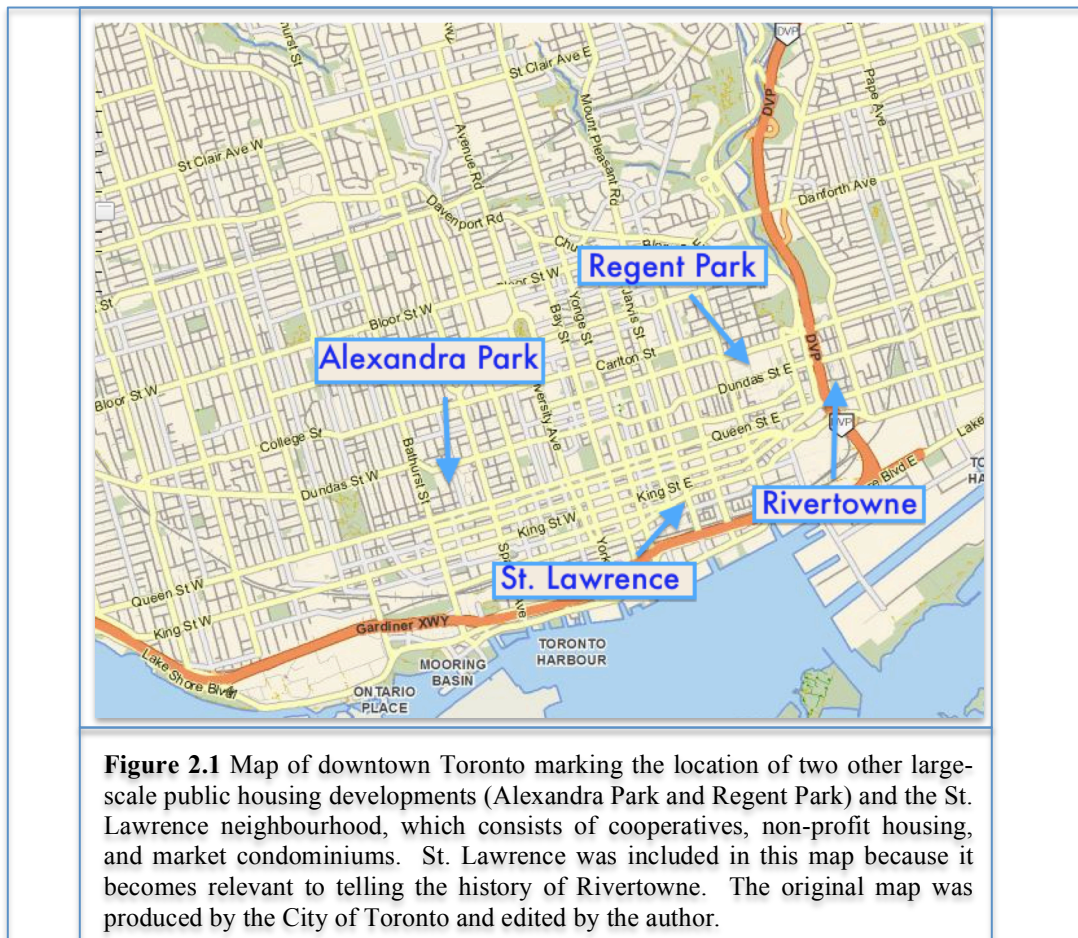 DVP
St Clair Ave E
Pape Ave
DVP
Avenue Rd
Mount Pleasant Rd
St Clair Ave W
Danforth Ave
Davenport Rd
Regent Park
Bloor St W
Bloor St W
Yonge St
Jarvis St
Bay St
DVP
Alexandra Park
Carlton St
Dundas St E
Bloor St W
College St
Queen St E
DVP
Bathurst St
Dundas St W
King St E
Rivertowne
King St W
St. Lawrence
Queen St W
Gardiner XWY
King St W
TORONTO
HARBOUR
MOORING
BASIN
ONTARIO
PLACE
Figure 2.1 Map of downtown Toronto marking the location of two other large-
scale public housing developments (Alexandra Park and Regent Park) and the St.
Lawrence neighbourhood, which consists of cooperatives, non-profit housing,
and market condominiums. St. Lawrence was included in this map because it
becomes relevant to telling the history of Rivertowne. The original map was
produced by the City of Toronto and edited by the author.